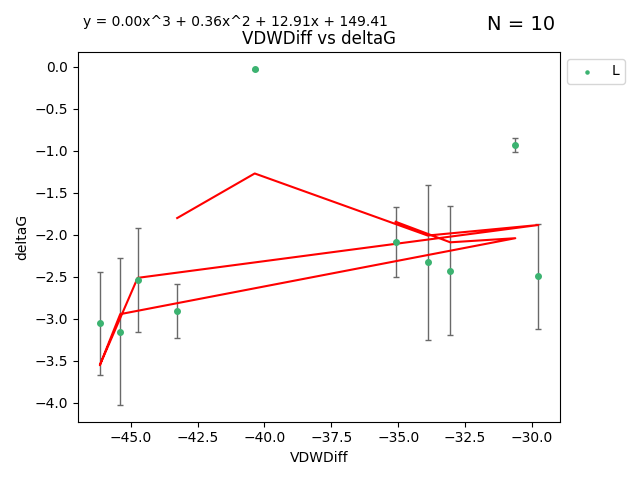 y = 0.00x^3 + 0.36x^2 + 12.91x + 149.41
N = 10
VDWDiff vs deltaG
L
0.0
−0.5
−1.0
−1.5
−2.0
−2.5
−3.0
−3.5
−4.0
deltaG
−45.0 −42.5 −40.0 −37.5 −35.0 −32.5 −30.0
VDWDiff